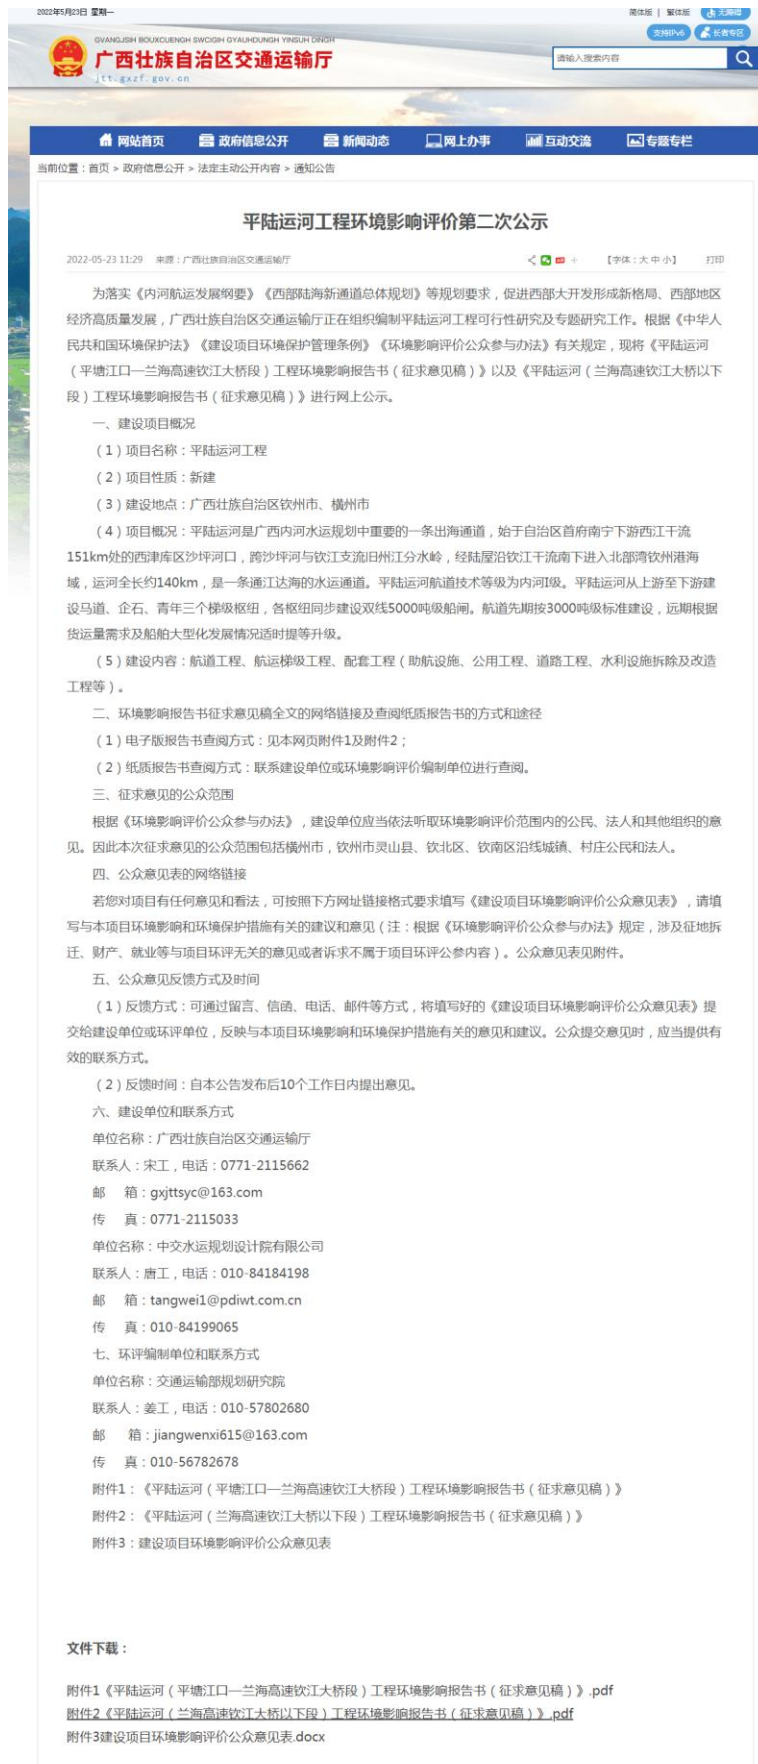 2022年5月23日 星期一
简体版 | 繁体版 无障碍
支持IPv6 长者专区
GVANGJSIH BOUXCUENGH SWCIGIH GYAUHDUNGH YINSUH DINGH
广西壮族自治区交通运输厅
jtt.gxzf.gov.cn
请输入搜索内容
网站首页 政府信息公开 新闻动态 网上办事 互动交流 专题专栏
当前位置：首页 > 政府信息公开 > 法定主动公开内容 > 通知公告
平陆运河工程环境影响评价第二次公示
2022-05-23 11:29 来源：广西壮族自治区交通运输厅 【字体：大 中 小】 打印
为落实《内河航运发展纲要》《西部陆海新通道总体规划》等规划要求，促进西部大开发形成新格局、西部地区
经济高质量发展，广西壮族自治区交通运输厅正在组织编制平陆运河工程可行性研究及专题研究工作。根据《中华人
民共和国环境保护法》《建设项目环境保护管理条例》《环境影响评价公众参与办法》有关规定，现将《平陆运河
（平塘江口—兰海高速钦江大桥段）工程环境影响报告书（征求意见稿）》以及《平陆运河（兰海高速钦江大桥以下
段）工程环境影响报告书（征求意见稿）》进行网上公示。
一、建设项目概况
（1）项目名称：平陆运河工程
（2）项目性质：新建
（3）建设地点：广西壮族自治区钦州市、横州市
（4）项目概况：平陆运河是广西内河水运规划中重要的一条出海通道，始于自治区首府南宁下游西江干流
151km处的西津库区沙坪河口，跨沙坪河与钦江支流旧州江分水岭，经陆屋沿钦江干流南下进入北部湾钦州港海
域，运河全长约140km，是一条通江达海的水运通道。平陆运河航道技术等级为内河I级。平陆运河从上游至下游建
设马道、企石、青年三个梯级枢纽，各枢纽同步建设双线5000吨级船闸。航道先期按3000吨级标准建设，远期根据
货运量需求及船舶大型化发展情况适时提等升级。
（5）建设内容：航道工程、航运梯级工程、配套工程（助航设施、公用工程、道路工程、水利设施拆除及改造
工程等）。
二、环境影响报告书征求意见稿全文的网络链接及查阅纸质报告书的方式和途径
（1）电子版报告书查阅方式：见本网页附件1及附件2；
（2）纸质报告书查阅方式：联系建设单位或环境影响评价编制单位进行查阅。
三、征求意见的公众范围
根据《环境影响评价公众参与办法》，建设单位应当依法听取环境影响评价范围内的公民、法人和其他组织的意
见。因此本次征求意见的公众范围包括横州市，钦州市灵山县、钦北区、钦南区沿线城镇、村庄公民和法人。
四、公众意见表的网络链接
若您对项目有任何意见和看法，可按照下方网址链接格式要求填写《建设项目环境影响评价公众意见表》，请填
写与本项目环境影响和环境保护措施有关的建议和意见（注：根据《环境影响评价公众参与办法》规定，涉及征地拆
迁、财产、就业等与项目环评无关的意见或者诉求不属于项目环评公参内容）。公众意见表见附件。
五、公众意见反馈方式及时间
（1）反馈方式：可通过留言、信函、电话、邮件等方式，将填写好的《建设项目环境影响评价公众意见表》提
交给建设单位或环评单位，反映与本项目环境影响和环境保护措施有关的意见和建议。公众提交意见时，应当提供有
效的联系方式。
（2）反馈时间：自本公告发布后10个工作日内提出意见。
六、建设单位和联系方式
单位名称：广西壮族自治区交通运输厅
联系人：宋工，电话：0771-2115662
邮 箱：gxjttsyc@163.com
传 真：0771-2115033
单位名称：中交水运规划设计院有限公司
联系人：唐工，电话：010-84184198
邮 箱：tangwei1@pdiwt.com.cn
传 真：010-84199065
七、环评编制单位和联系方式
单位名称：交通运输部规划研究院
联系人：姜工，电话：010-57802680
邮 箱：jiangwenxi615@163.com
传 真：010-56782678
附件1：《平陆运河（平塘江口—兰海高速钦江大桥段）工程环境影响报告书（征求意见稿）》
附件2：《平陆运河（兰海高速钦江大桥以下段）工程环境影响报告书（征求意见稿）》
附件3：建设项目环境影响评价公众意见表
文件下载：
附件1《平陆运河（平塘江口—兰海高速钦江大桥段）工程环境影响报告书（征求意见稿）》.pdf
附件2《平陆运河（兰海高速钦江大桥以下段）工程环境影响报告书（征求意见稿）》.pdf
附件3建设项目环境影响评价公众意见表.docx